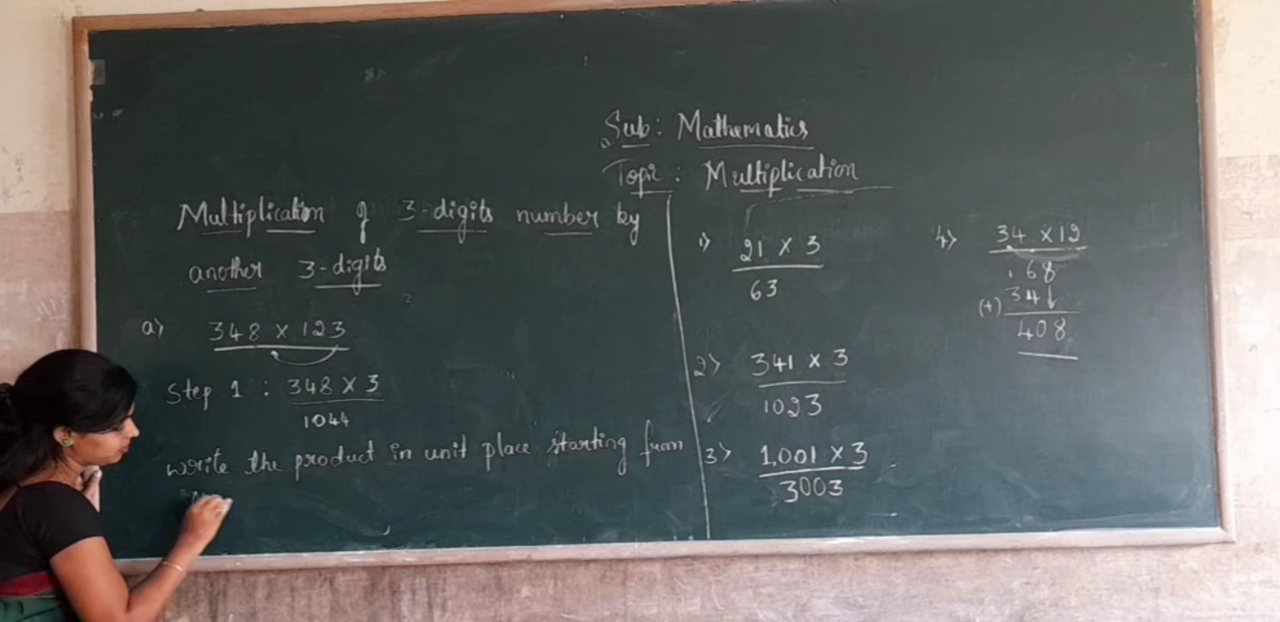 Sub: Mathematics
Topic: Multiplication
Multiplication of 3-digits number by
another 3-digits
a) 348 × 123
Step 1 : 348 × 3
1044
Write the product in unit place starting from
1) 21 × 3
63
2) 341 × 3
1023
3) 1,001 × 3
3003
4) 34 × 12
68
(+) 34↓
408